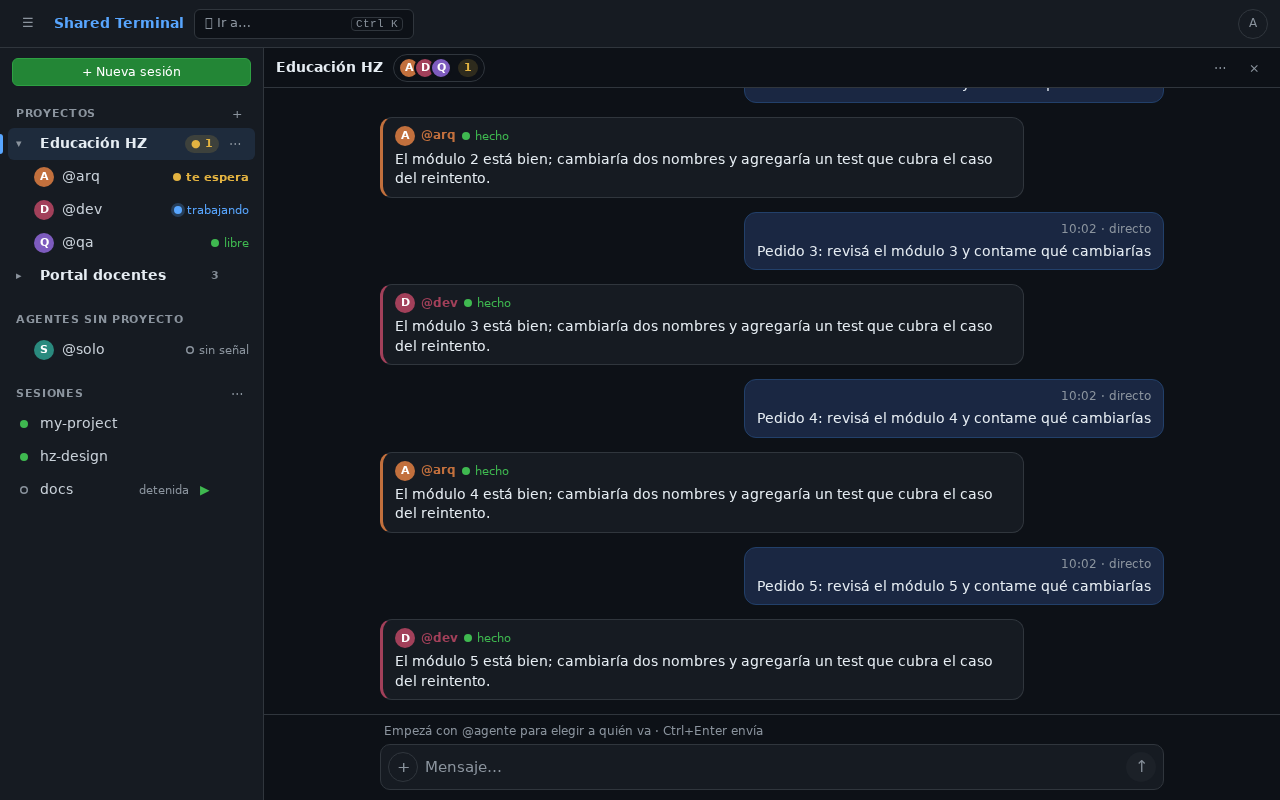 ☰ Shared Terminal Ir a... Ctrl K A
+ Nueva sesión
PROYECTOS +
▾ Educación HZ ● 1 ···
A @arq ● te espera
D @dev ● trabajando
Q @qa ● libre
▸ Portal docentes 3
AGENTES SIN PROYECTO
S @solo ○ sin señal
SESIONES ···
● my-project
● hz-design
○ docs detenida ▶
Educación HZ A D Q 1 ··· ×
A @arq ● hecho
El módulo 2 está bien; cambiaría dos nombres y agregaría un test que cubra el caso
del reintento.
10:02 · directo
Pedido 3: revisá el módulo 3 y contame qué cambiarías
D @dev ● hecho
El módulo 3 está bien; cambiaría dos nombres y agregaría un test que cubra el caso
del reintento.
10:02 · directo
Pedido 4: revisá el módulo 4 y contame qué cambiarías
A @arq ● hecho
El módulo 4 está bien; cambiaría dos nombres y agregaría un test que cubra el caso
del reintento.
10:02 · directo
Pedido 5: revisá el módulo 5 y contame qué cambiarías
D @dev ● hecho
El módulo 5 está bien; cambiaría dos nombres y agregaría un test que cubra el caso
del reintento.
Empezá con @agente para elegir a quién va · Ctrl+Enter envía
+ Mensaje... ↑